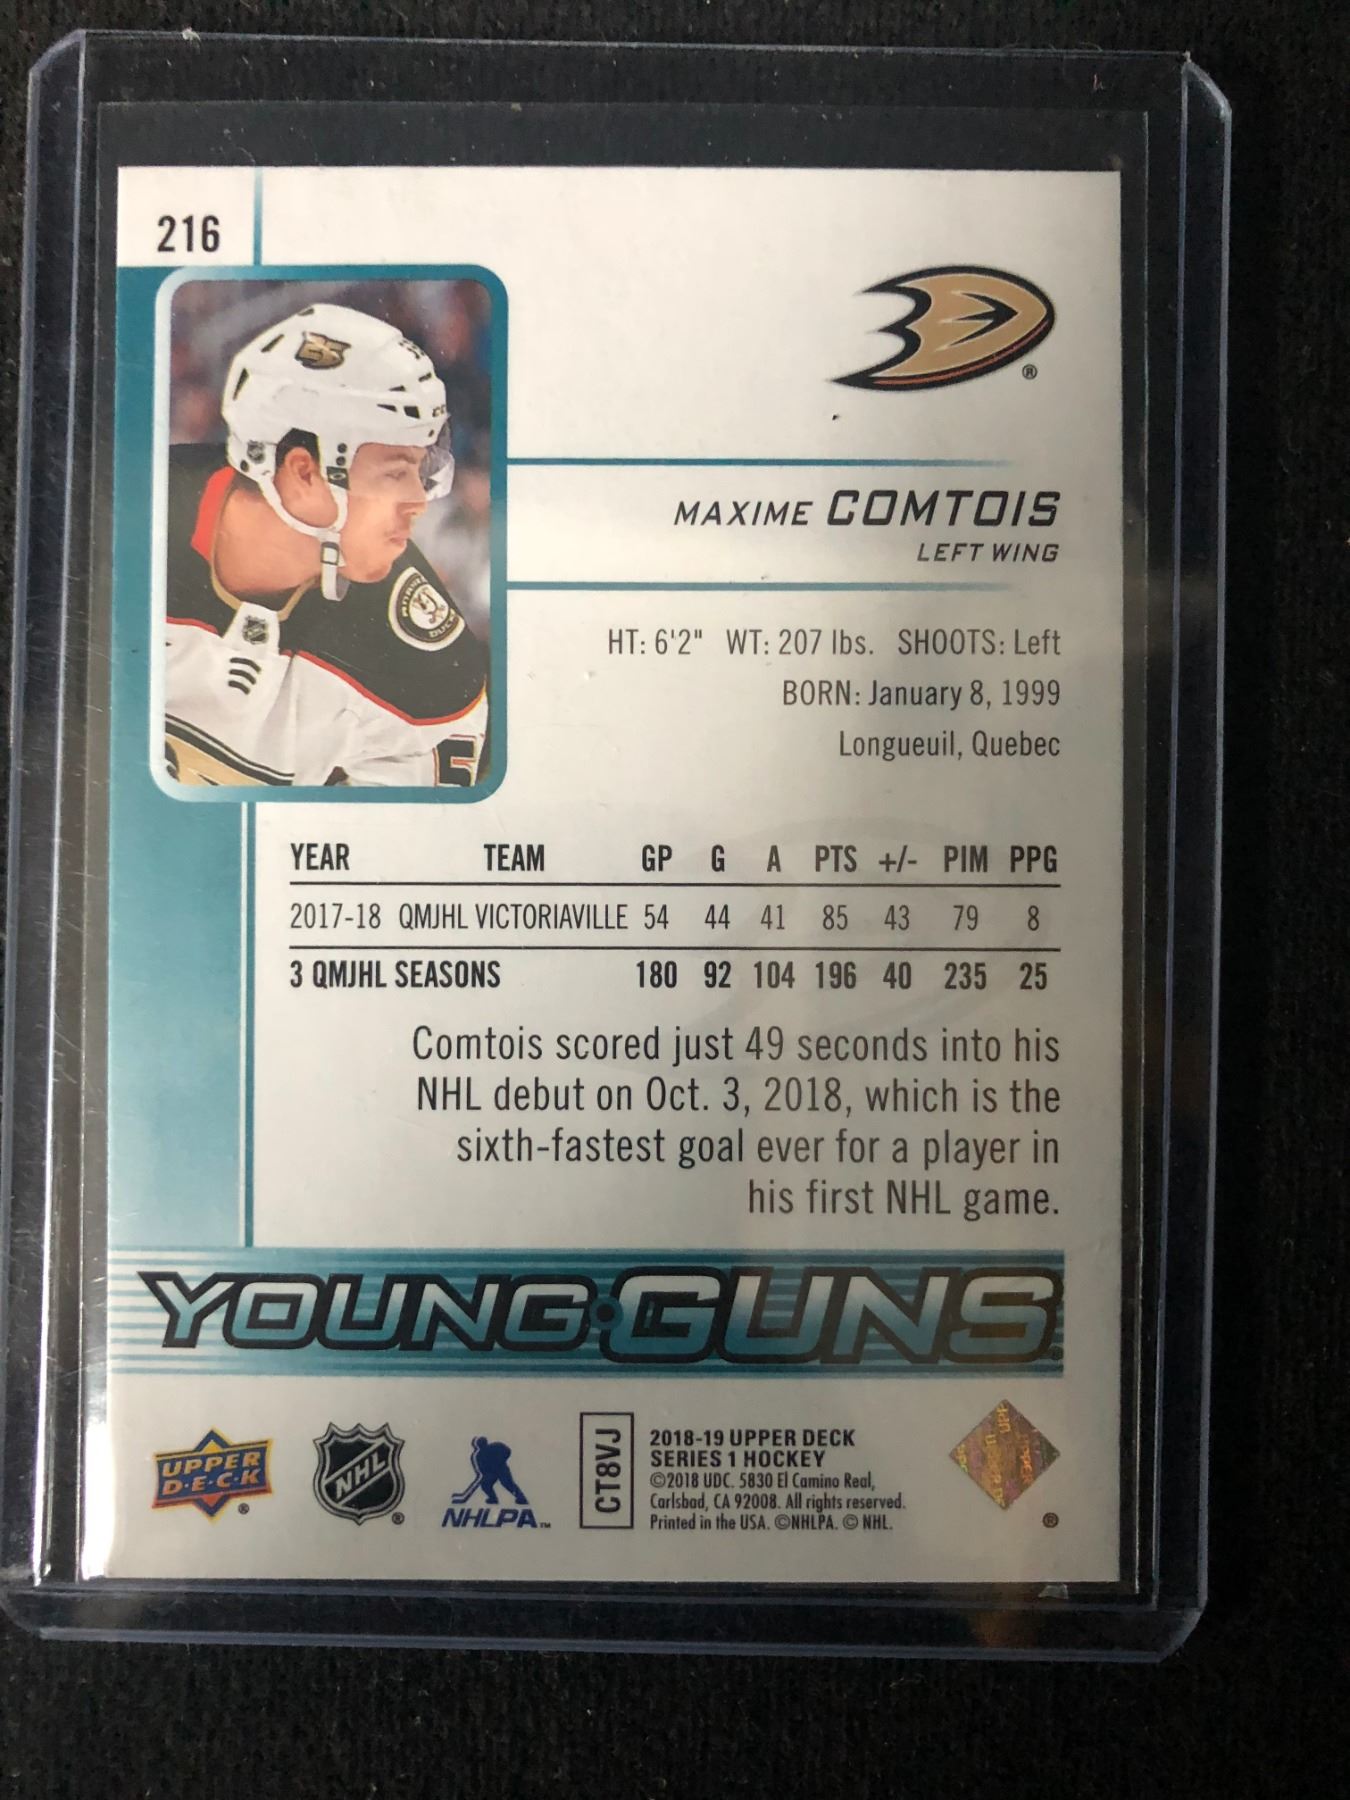 216
MAXIME COMTOIS
LEFT WING
HT: 6'2" WT: 207 lbs. SHOOTS: Left
BORN: January 8, 1999
Longueuil, Quebec
YEAR TEAM GP G A PTS +/- PIM PPG
2017-18 QMJHL VICTORIAVILLE 54 44 41 85 43 79 8
3 QMJHL SEASONS 180 92 104 196 40 235 25
Comtois scored just 49 seconds into his
NHL debut on Oct. 3, 2018, which is the
sixth-fastest goal ever for a player in
his first NHL game.
YOUNG GUNS
UPPER
D·E·C·K
®
NHL
®
NHLPA™
CT8VJ
2018-19 UPPER DECK
SERIES 1 HOCKEY
©2018 UDC. 5830 El Camino Real,
Carlsbad, CA 92008. All rights reserved.
Printed in the USA. ©NHLPA. © NHL.
®